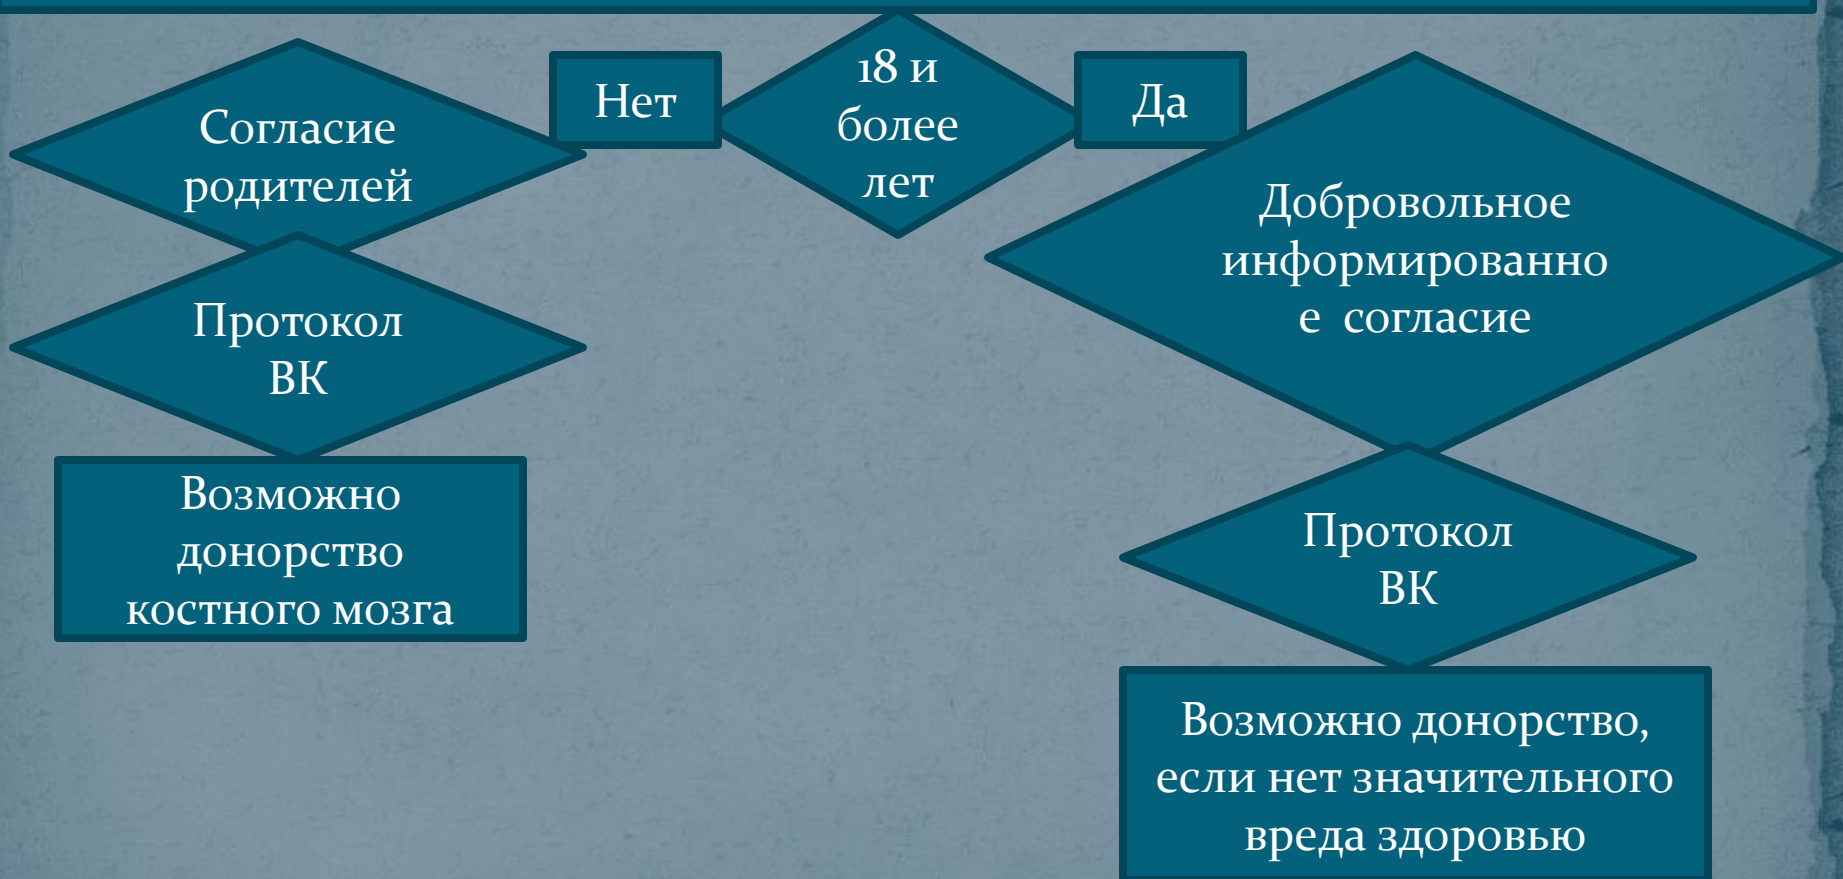 18 и
более
лет
Нет
Да
Согласие
родителей
Протокол
ВК
Возможно
донорство
костного мозга
Добровольное
информированно
е согласие
Протокол
ВК
Возможно донорство,
если нет значительного
вреда здоровью